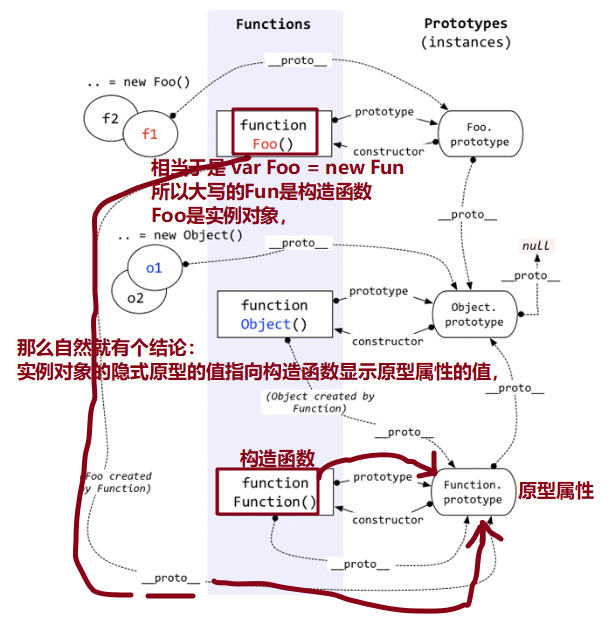 Functions
Prototypes
(instances)
__proto__
.. = new Foo()
f2
f1
function
Foo()
prototype
constructor
Foo.
prototype
相当于是 var Foo = new Fun
所以大写的Fun是构造函数
Foo是实例对象，
__proto__
.. = new Object()
__proto__
null
o1
o2
__proto__
function
Object()
prototype
constructor
Object.
prototype
那么自然就有个结论：
实例对象的隐式原型的值指向构造函数显示原型属性的值，
__proto__
(Object created by
Function)
__proto__
构造函数
function
Function()
prototype
constructor
Function.
prototype
原型属性
(Foo created
by Function)
__proto__
__proto__